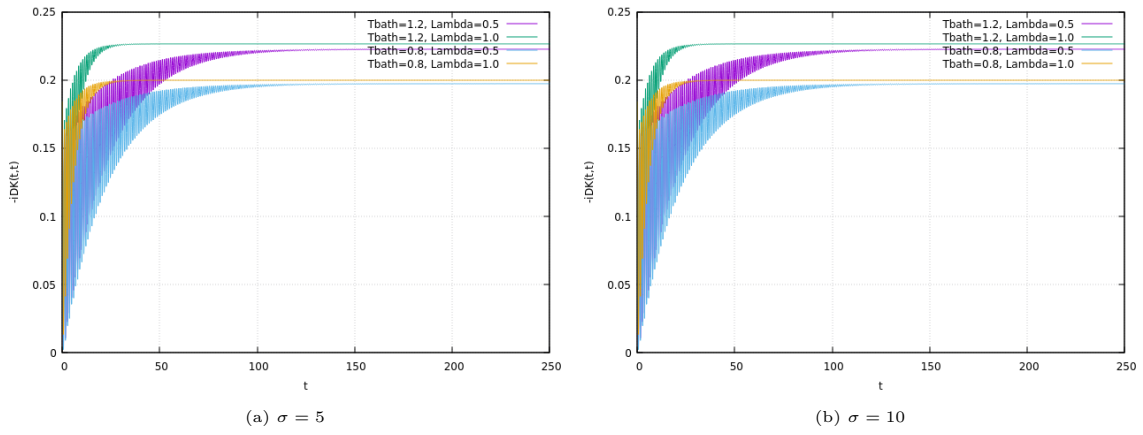 0.25
0.2
0.15
0.1
0.05
0
-iDK(t,t)
Tbath=1.2, Lambda=0.5
Tbath=1.2, Lambda=1.0
Tbath=0.8, Lambda=0.5
Tbath=0.8, Lambda=1.0
0 50 100 150 200 250
t
(a) σ = 5
0.25
0.2
0.15
0.1
0.05
0
-iDK(t,t)
Tbath=1.2, Lambda=0.5
Tbath=1.2, Lambda=1.0
Tbath=0.8, Lambda=0.5
Tbath=0.8, Lambda=1.0
0 50 100 150 200 250
t
(b) σ = 10